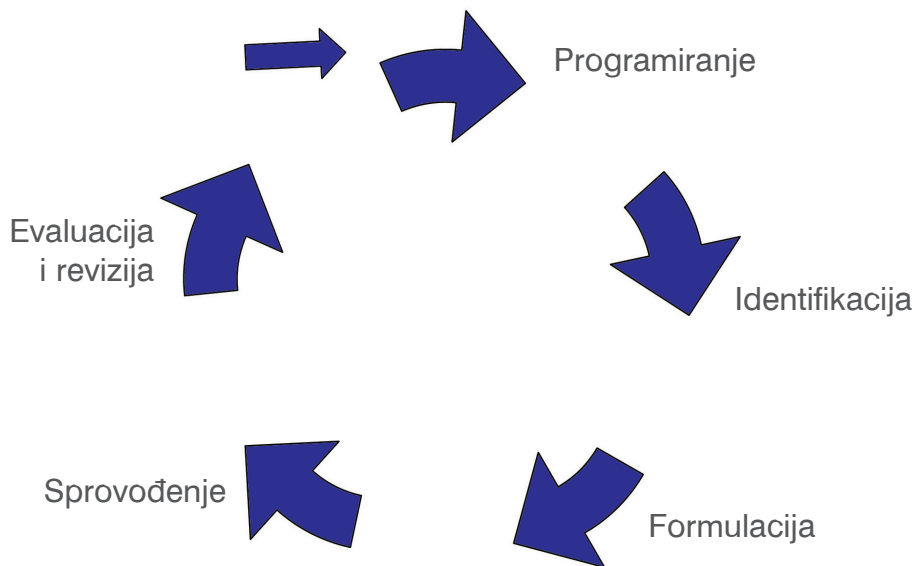 Programiranje
Identifikacija
Formulacija
Sprovođenje
Evaluacija
i revizija